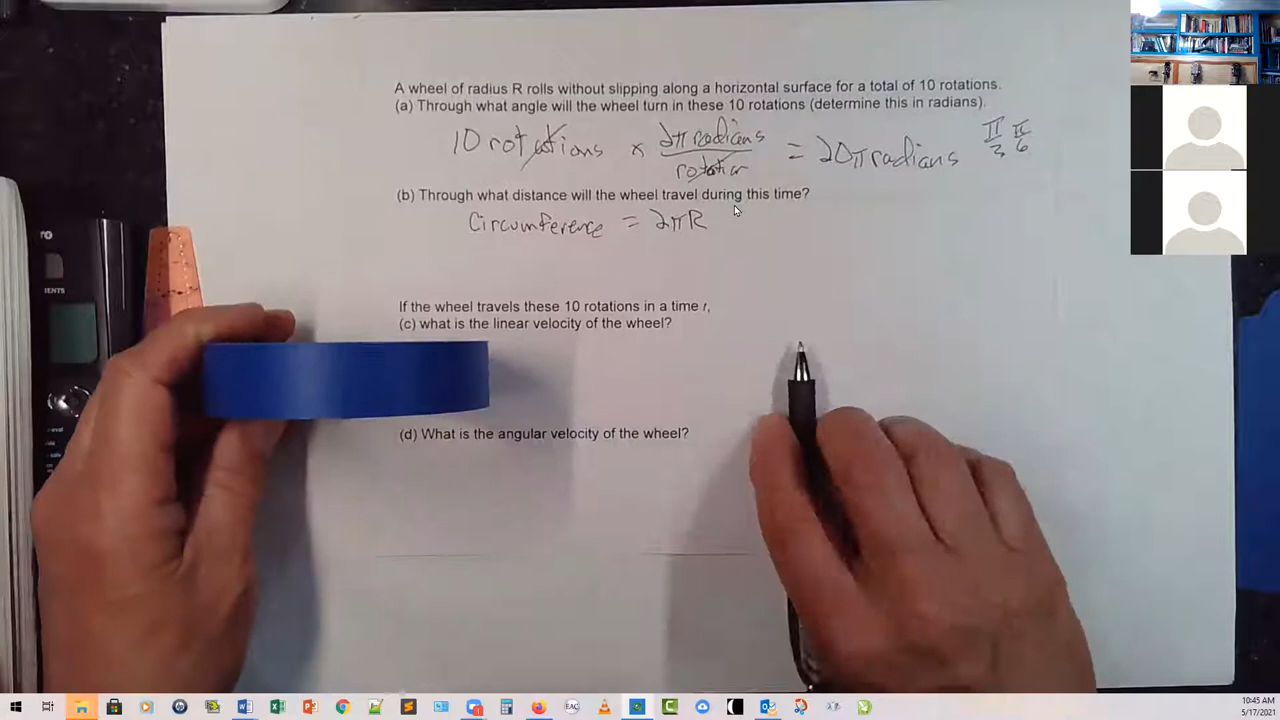 A wheel of radius R rolls without slipping along a horizontal surface for a total of 10 rotations.
(a) Through what angle will the wheel turn in these 10 rotations (determine this in radians).
10 rotations × 2π radians / rotation = 20π radians π/3 π/6
(b) Through what distance will the wheel travel during this time?
Circumference = 2πR
If the wheel travels these 10 rotations in a time t,
(c) what is the linear velocity of the wheel?
(d) What is the angular velocity of the wheel?
10:45 AM
5/17/2021